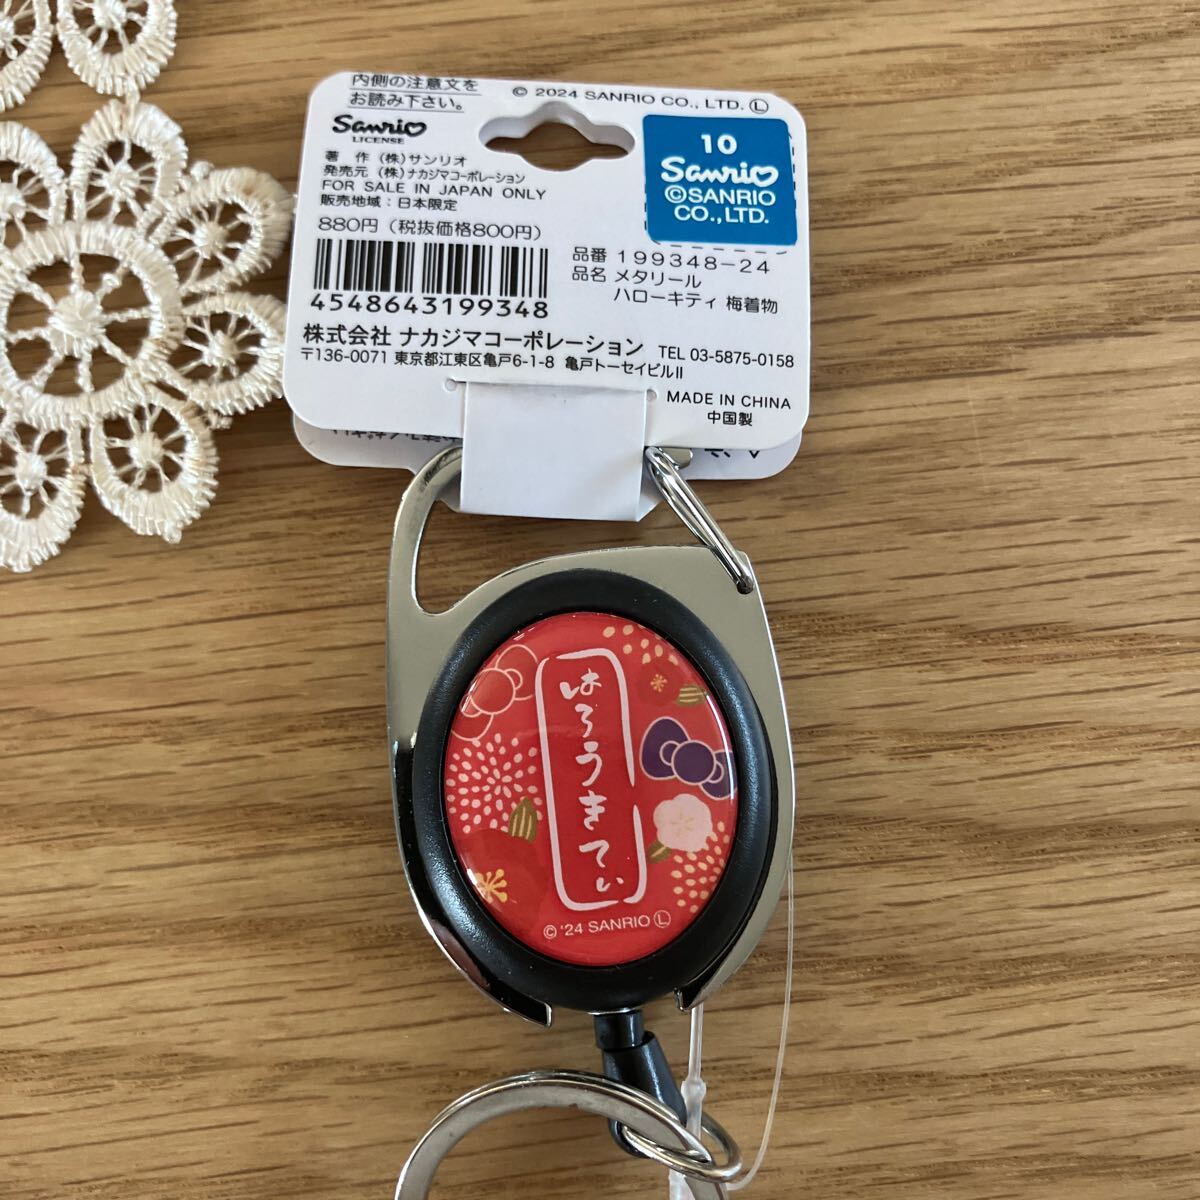 内側の注意文を
お読み下さい。
© 2024 SANRIO CO., LTD. Ⓛ
Sanrio
LICENSE
著 作 (株)サンリオ
発売元 (株)ナカジマコーポレーション
FOR SALE IN JAPAN ONLY
販売地域：日本限定
880円（税抜価格800円）
10
Sanrio
©SANRIO
CO.,LTD.
4548643199348
品番 199348-24
品名 メタリール
ハローキティ 梅着物
株式会社 ナカジマコーポレーション
TEL 03-5875-0158
〒136-0071 東京都江東区亀戸6-1-8 亀戸トーセイビルII
MADE IN CHINA
中国製
はろうきてぃ
© '24 SANRIO Ⓛ